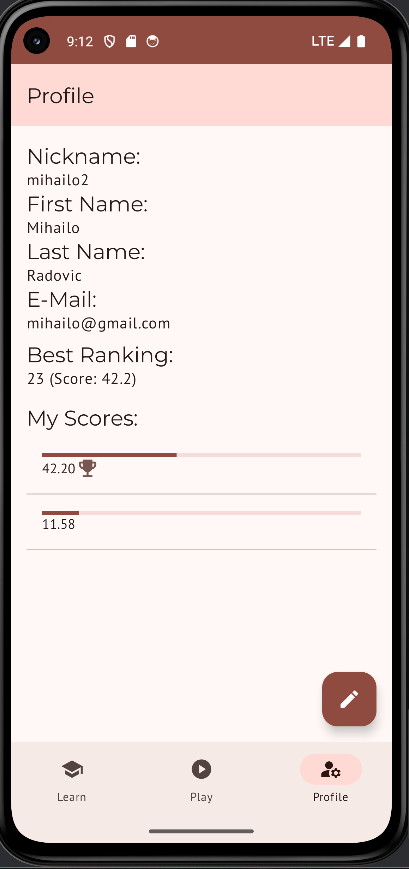 9:12
LTE
Profile
Nickname:
mihailo2
First Name:
Mihailo
Last Name:
Radovic
E-Mail:
mihailo@gmail.com
Best Ranking:
23 (Score: 42.2)
My Scores:
42.20
11.58
Learn
Play
Profile